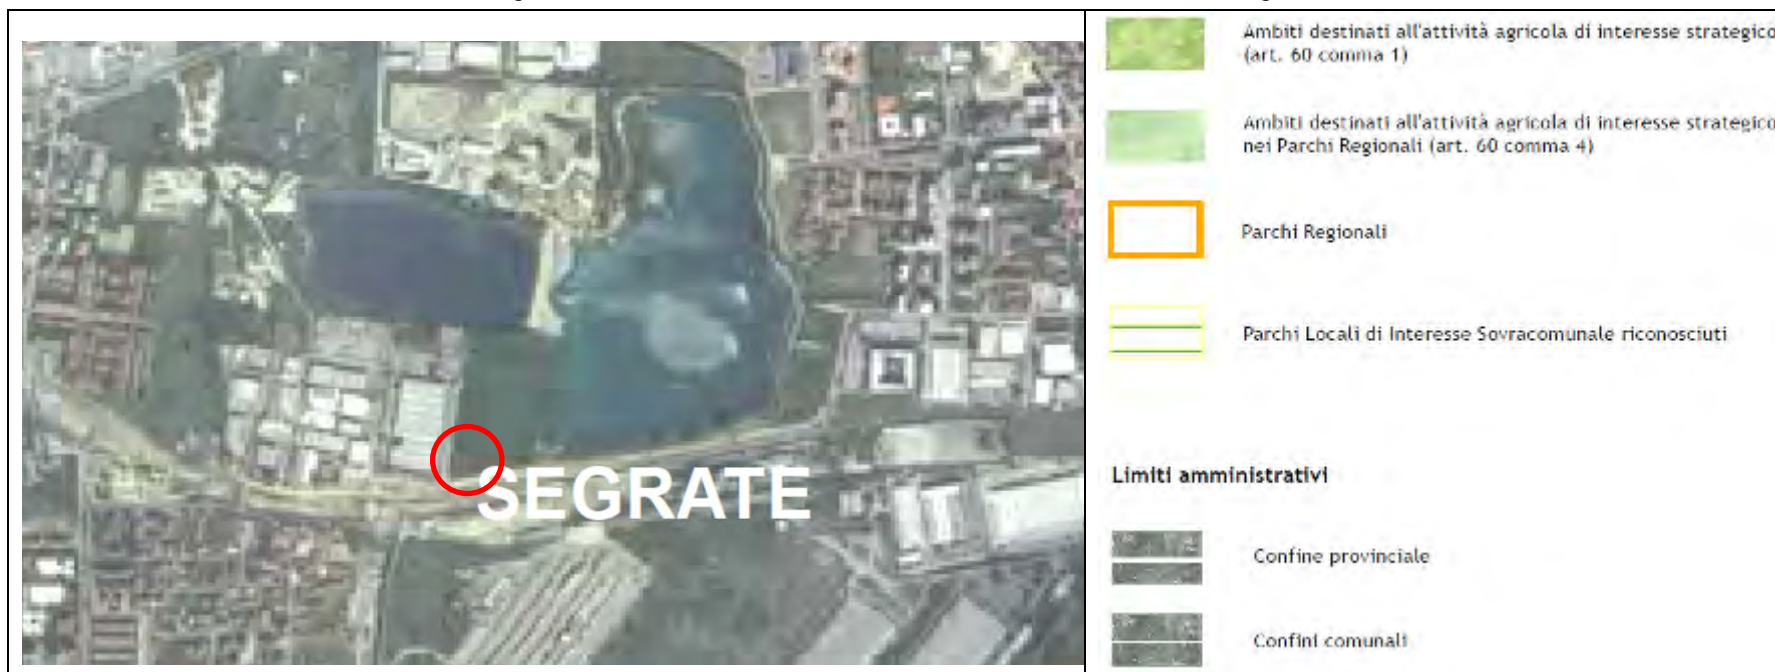 SEGRATE
Ambiti destinati all'attività agricola di interesse strategico
(art. 60 comma 1)
Ambiti destinati all'attività agricola di interesse strategico
nei Parchi Regionali (art. 60 comma 4)
Parchi Regionali
Parchi Locali di Interesse Sovracomunale riconosciuti
Limiti amministrativi
Confine provinciale
Confini comunali